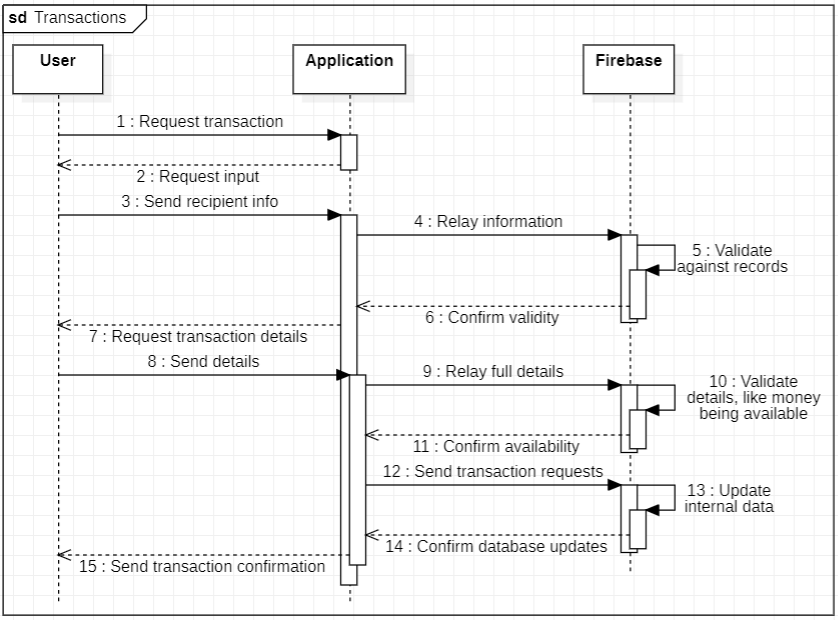 sd Transactions
User
Application
Firebase
1 : Request transaction
2 : Request input
3 : Send recipient info
4 : Relay information
5 : Validate
against records
6 : Confirm validity
7 : Request transaction details
8 : Send details
9 : Relay full details
10 : Validate
details, like money
being available
11 : Confirm availability
12 : Send transaction requests
13 : Update
internal data
14 : Confirm database updates
15 : Send transaction confirmation